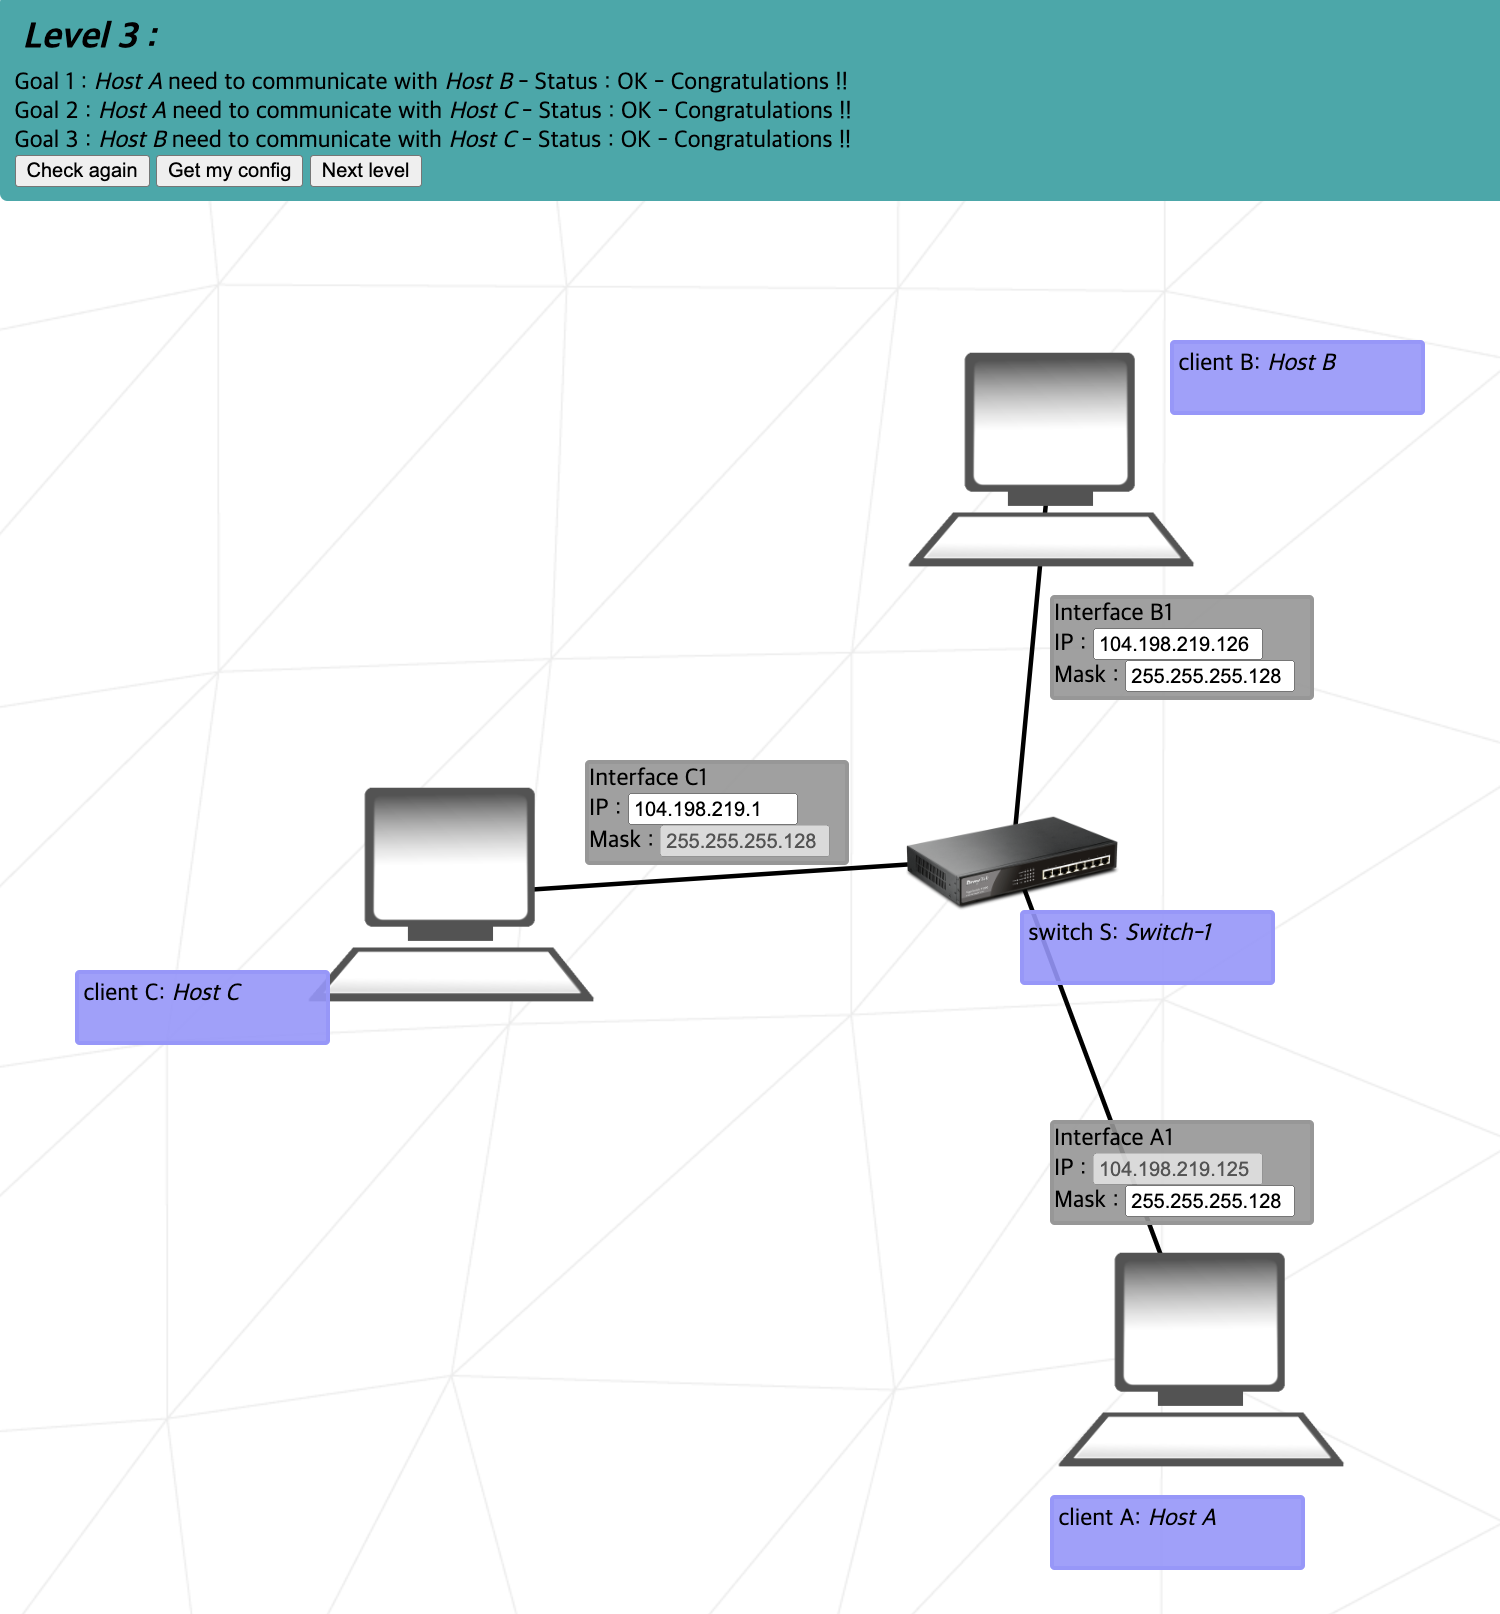 Level 3 :
Goal 1 : Host A need to communicate with Host B - Status : OK - Congratulations !!
Goal 2 : Host A need to communicate with Host C - Status : OK - Congratulations !!
Goal 3 : Host B need to communicate with Host C - Status : OK - Congratulations !!
Check again Get my config Next level
client B: Host B
Interface B1
IP : 104.198.219.126
Mask : 255.255.255.128
Interface C1
IP : 104.198.219.1
Mask : 255.255.255.128
switch S: Switch-1
client C: Host C
Interface A1
IP : 104.198.219.125
Mask : 255.255.255.128
client A: Host A